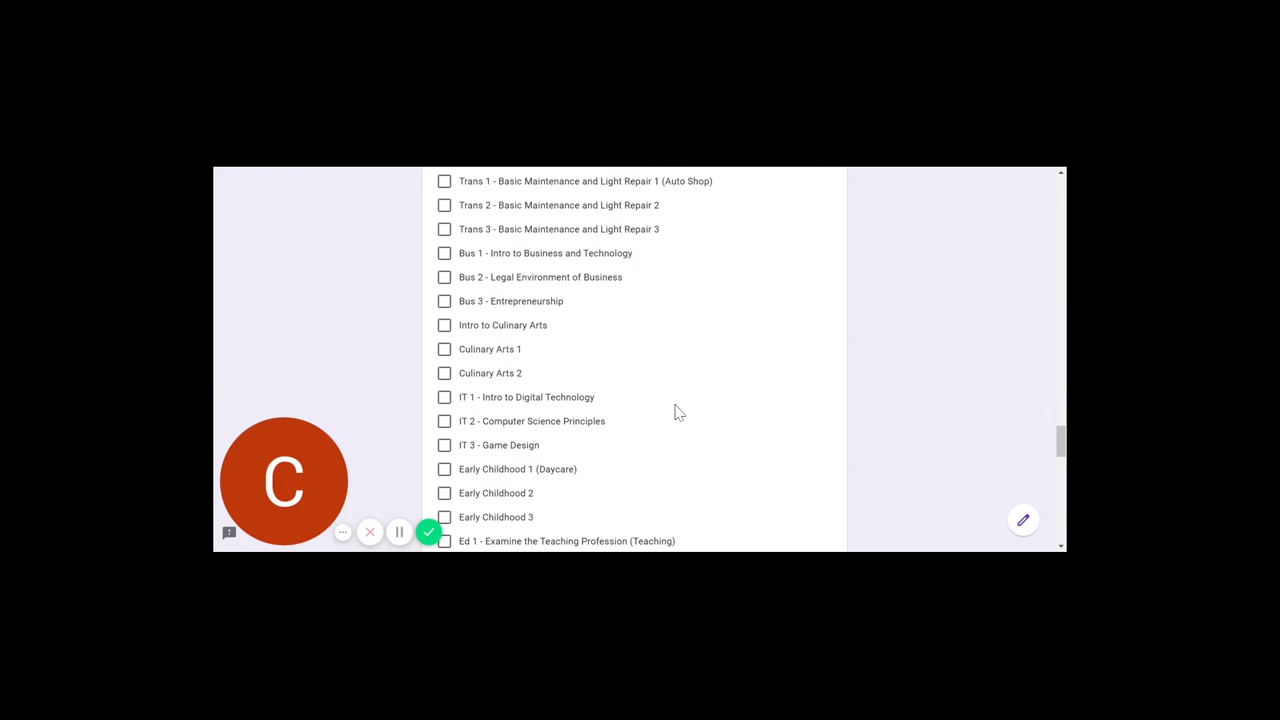 Trans 1 - Basic Maintenance and Light Repair 1 (Auto Shop)
Trans 2 - Basic Maintenance and Light Repair 2
Trans 3 - Basic Maintenance and Light Repair 3
Bus 1 - Intro to Business and Technology
Bus 2 - Legal Environment of Business
Bus 3 - Entrepreneurship
Intro to Culinary Arts
Culinary Arts 1
Culinary Arts 2
IT 1 - Intro to Digital Technology
IT 2 - Computer Science Principles
IT 3 - Game Design
Early Childhood 1 (Daycare)
Early Childhood 2
Early Childhood 3
Ed 1 - Examine the Teaching Profession (Teaching)
C